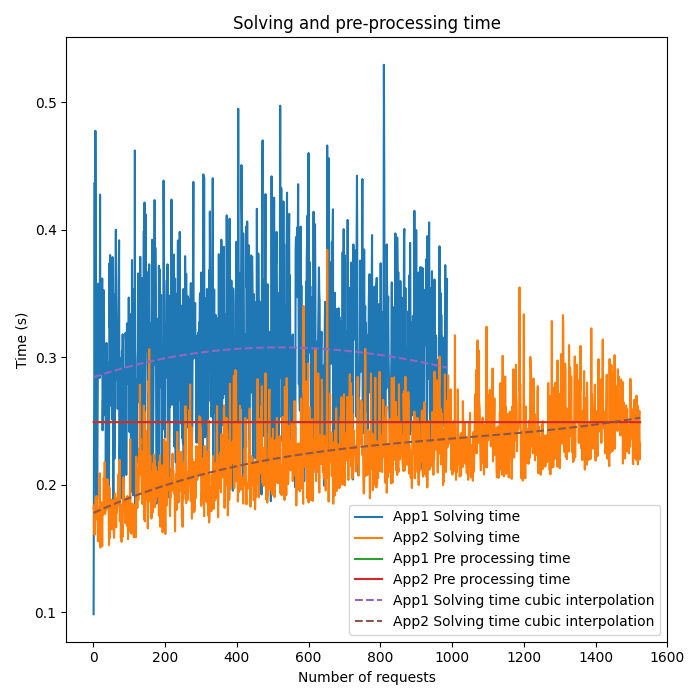 Solving and pre-processing time
Time (s)
0.5
0.4
0.3
0.2
0.1
0
200
400
600
800
1000
1200
1400
1600
Number of requests
App1 Solving time
App2 Solving time
App1 Pre processing time
App2 Pre processing time
App1 Solving time cubic interpolation
App2 Solving time cubic interpolation